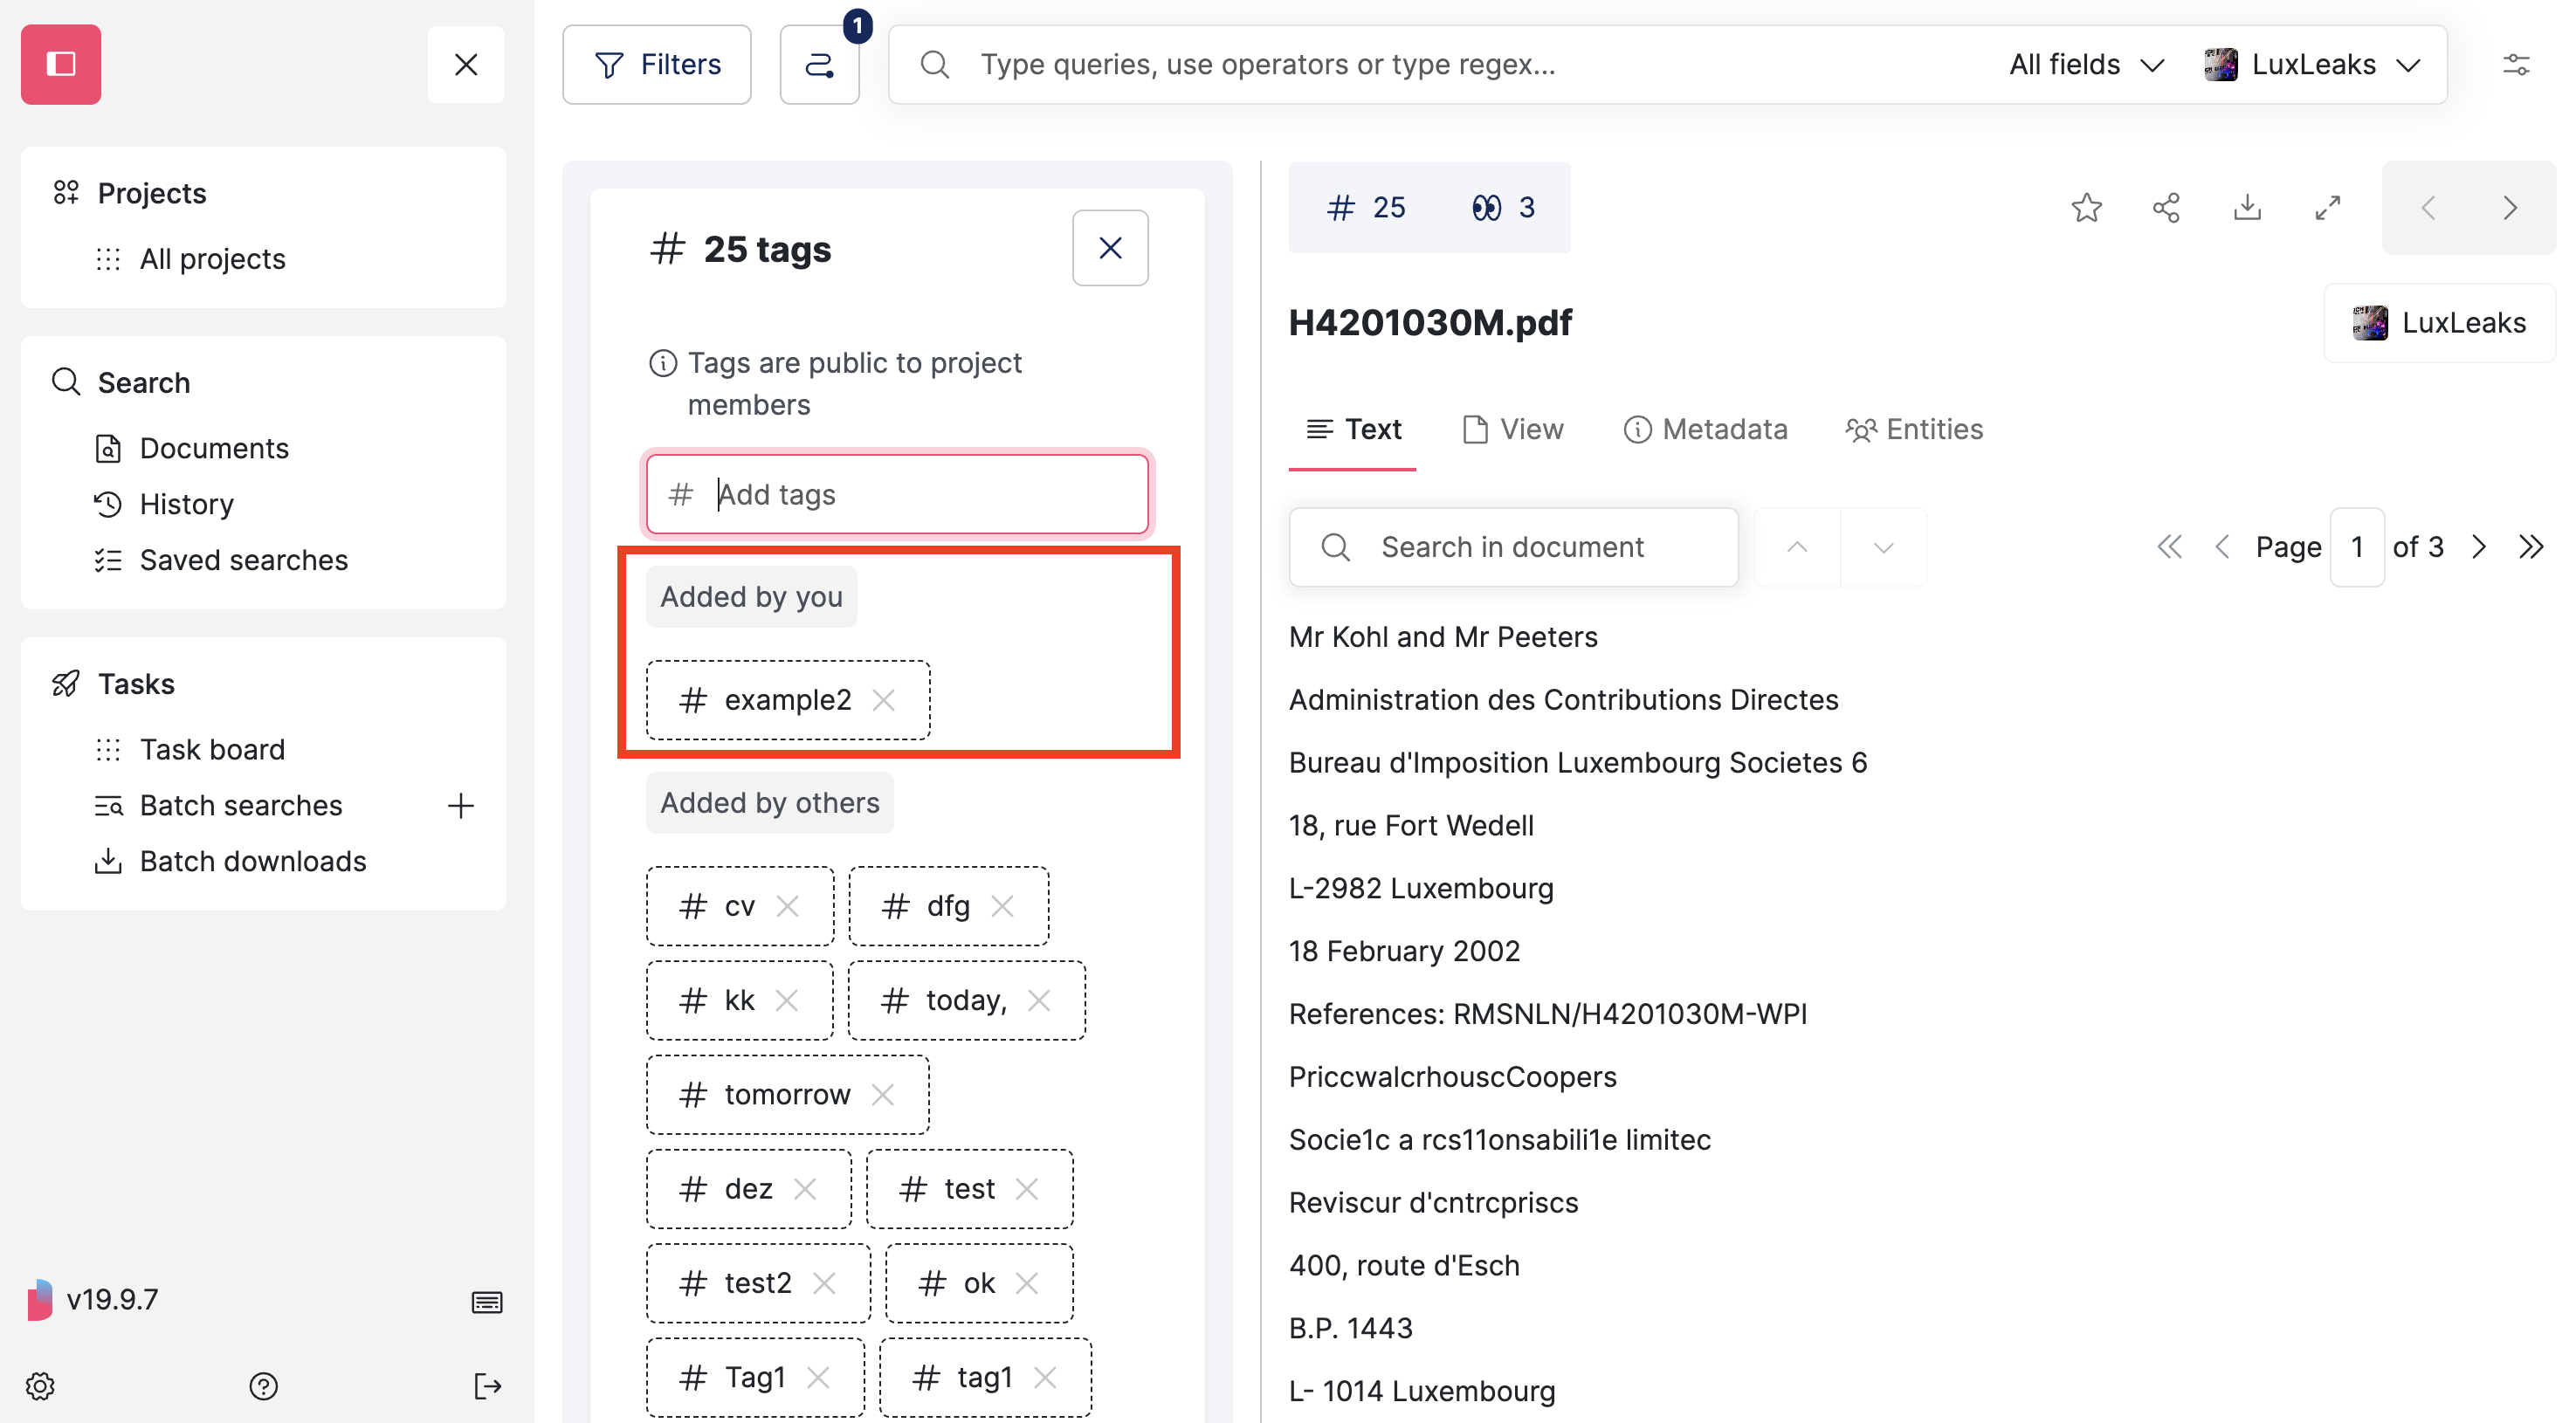 Projects
All projects
Search
Documents
History
Saved searches
Tasks
Task board
Batch searches
Batch downloads
v19.9.7
Filters
1
Type queries, use operators or type regex...
All fields
LuxLeaks
# 25 tags
Tags are public to project
members
# Add tags
Added by you
# example2
Added by others
# cv
# dfg
# kk
# today,
# tomorrow
# dez
# test
# test2
# ok
# Tag1
# tag1
# 25
3
H4201030M.pdf
LuxLeaks
Text
View
Metadata
Entities
Search in document
Page 1 of 3
Mr Kohl and Mr Peeters
Administration des Contributions Directes
Bureau d'Imposition Luxembourg Societes 6
18, rue Fort Wedell
L-2982 Luxembourg
18 February 2002
References: RMSNLN/H4201030M-WPI
PriccwalcrhouscCoopers
Socie1c a rcs11onsabili1e limitec
Reviscur d'cntrcpriscs
400, route d'Esch
B.P. 1443
L- 1014 Luxembourg